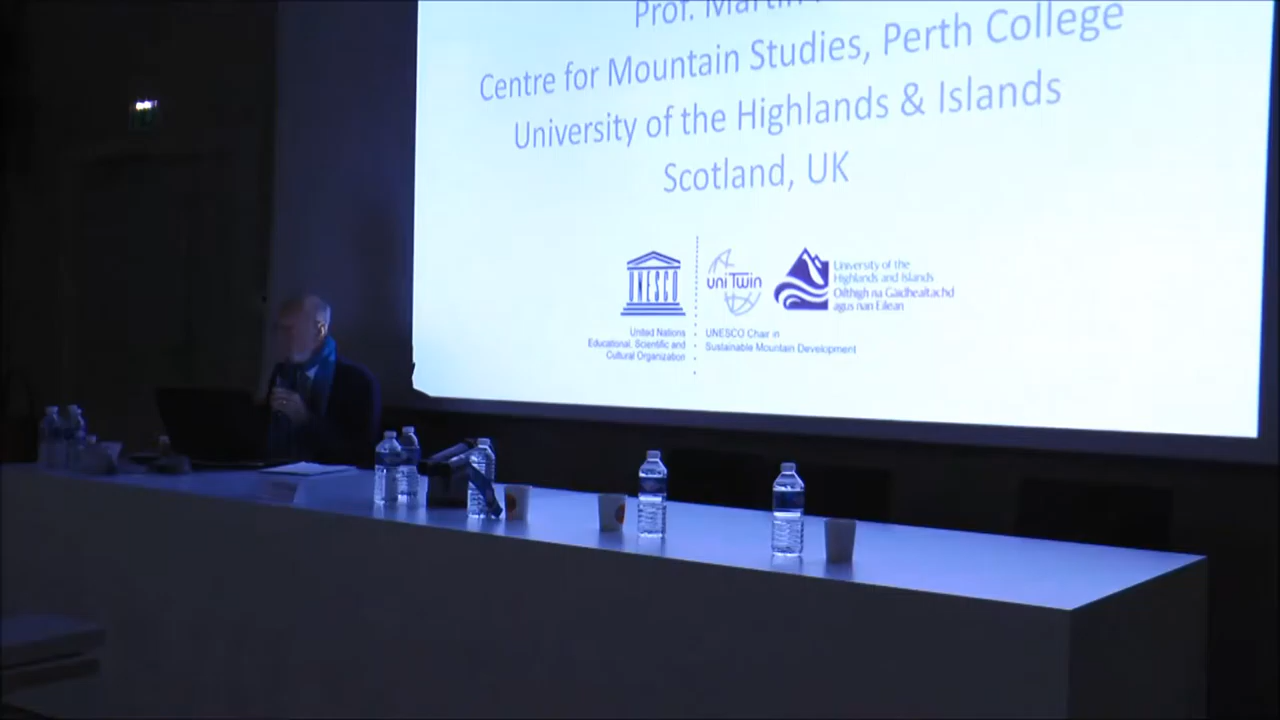 Prof. Martin
Centre for Mountain Studies, Perth College
University of the Highlands & Islands
Scotland, UK
UNESCO
uniTwin
University of the
Highlands and Islands
Oilthigh na Gàidhealtachd
agus nan Eilean
United Nations
Educational, Scientific and
Cultural Organization
UNESCO Chair in
Sustainable Mountain Development